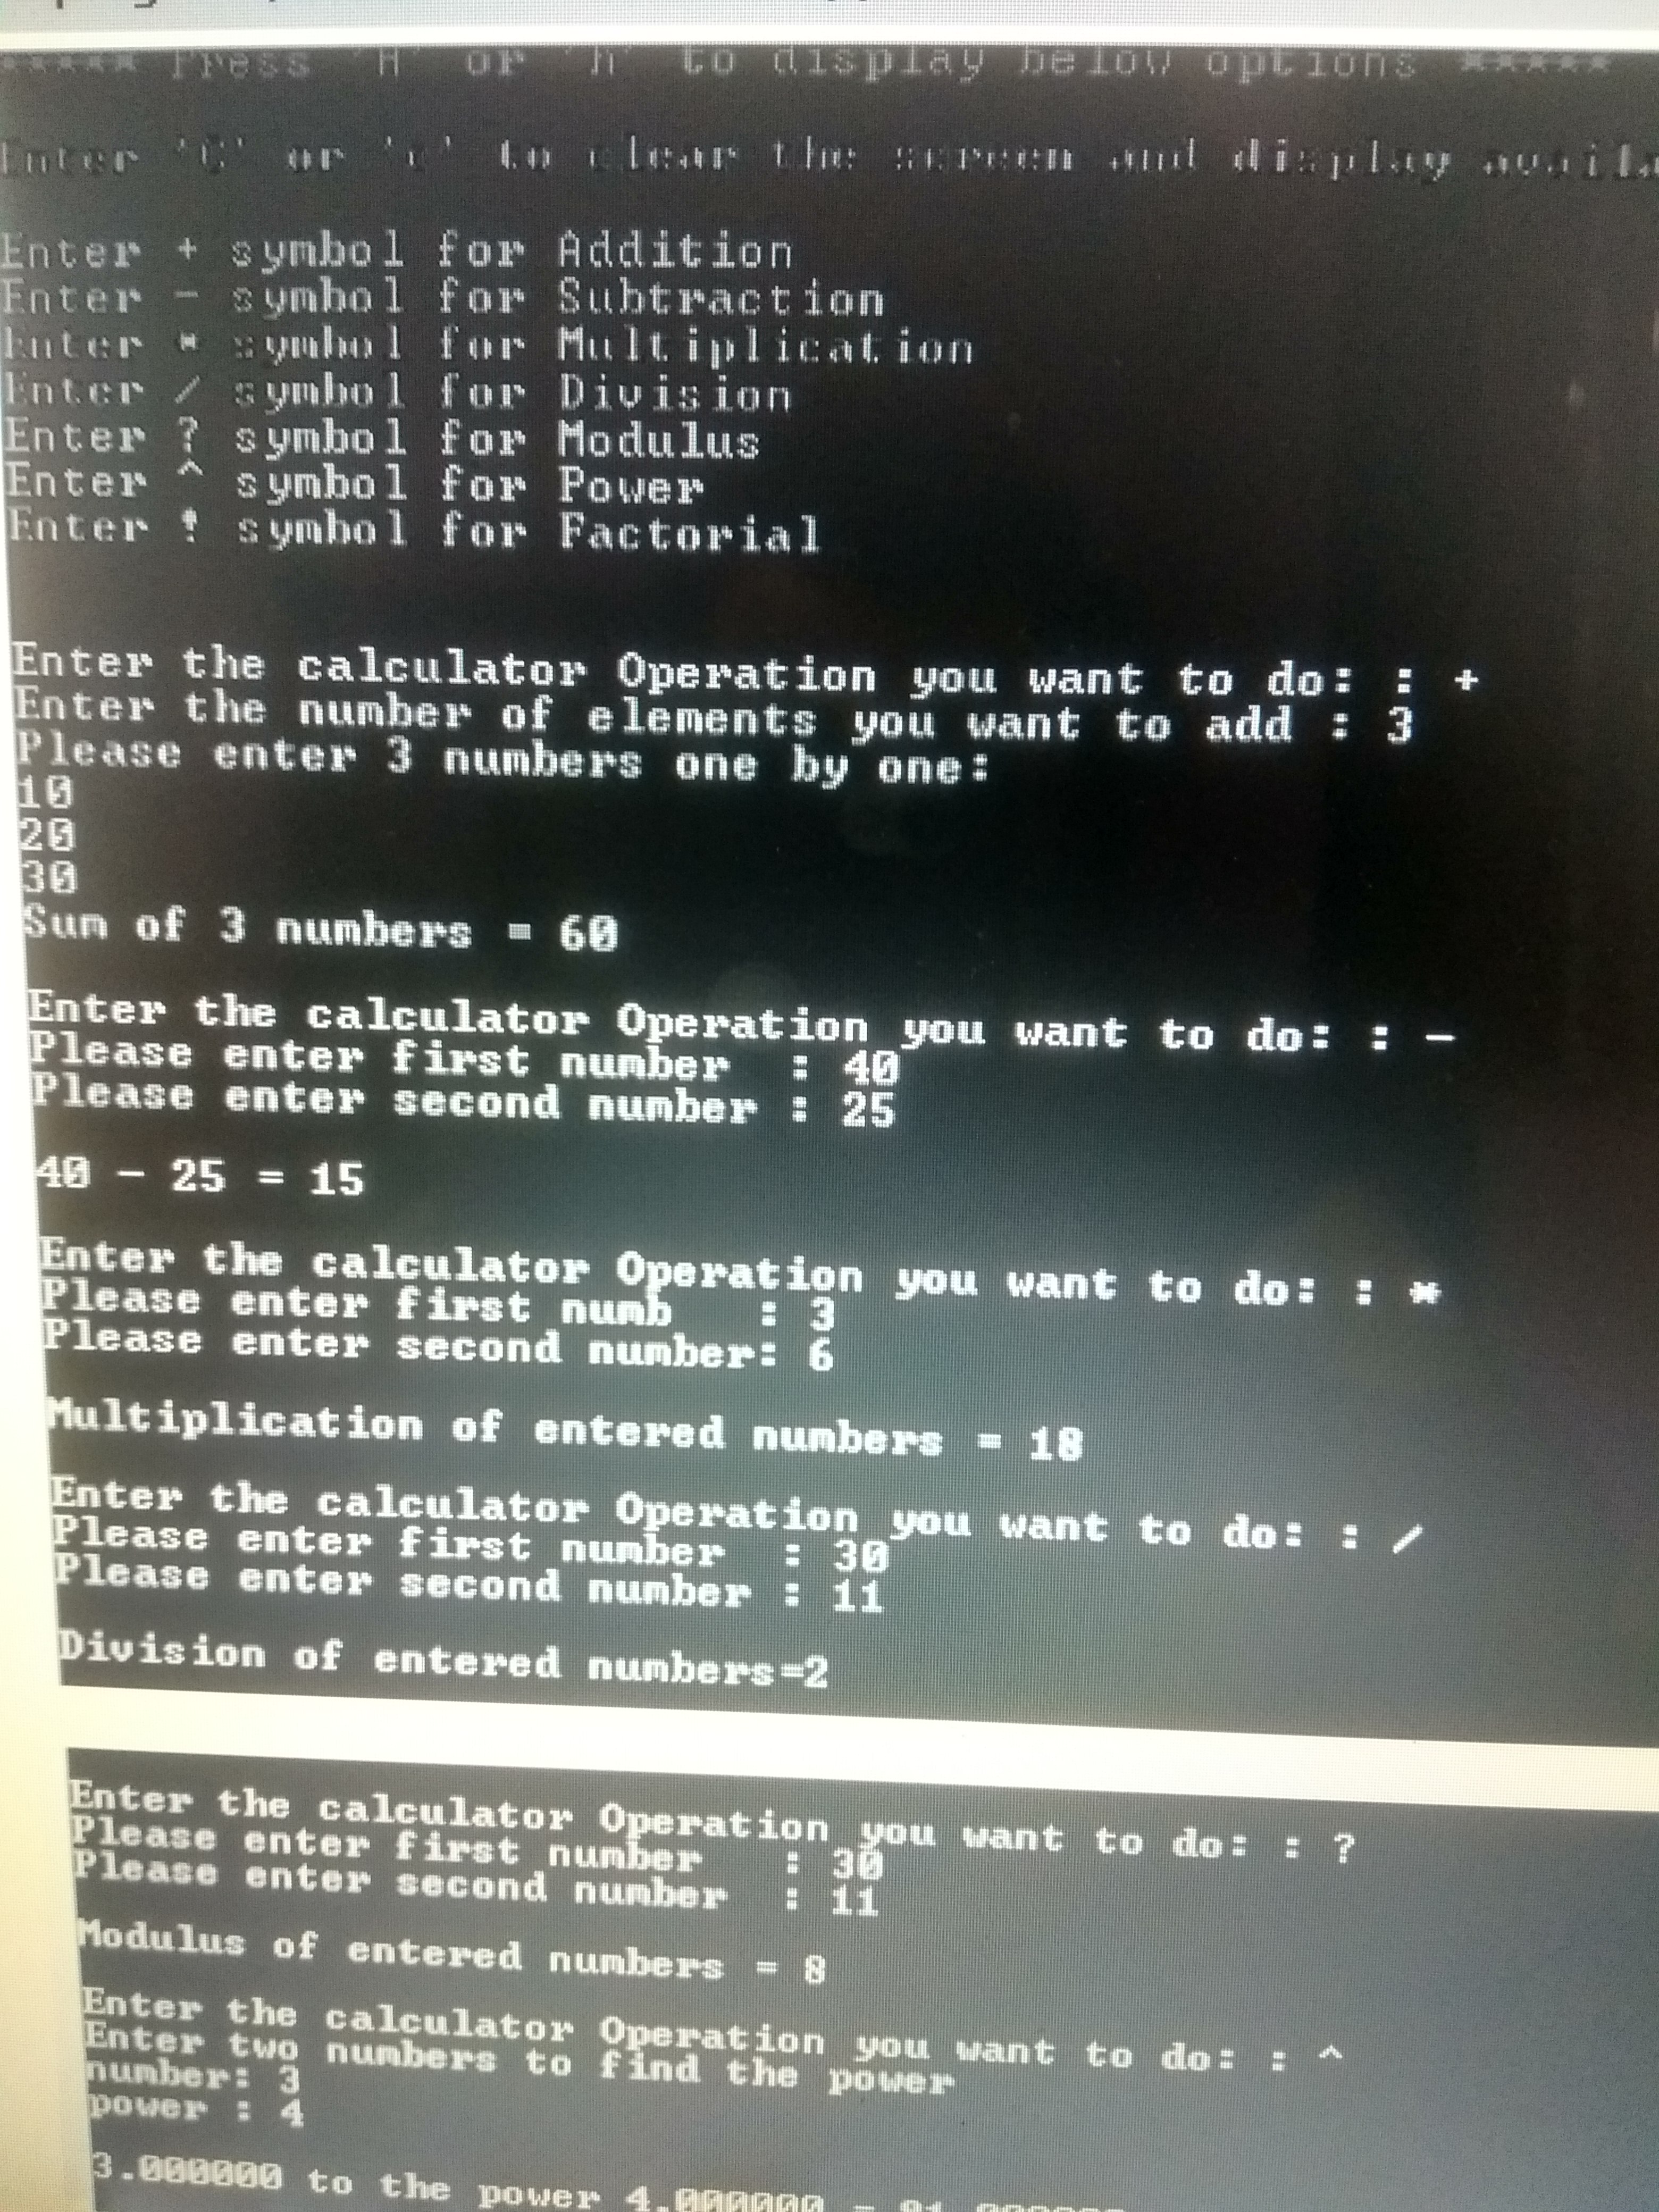 ***** Press 'H' or 'h' to display below options *****
Enter 'C' or 'c' to clear the screen and display
Enter + symbol for Addition
Enter - symbol for Subtraction
Enter * symbol for Multiplication
Enter / symbol for Division
Enter ? symbol for Modulus
Enter ^ symbol for Power
Enter ! symbol for Factorial
Enter the calculator Operation you want to do: : +
Enter the number of elements you want to add : 3
Please enter 3 numbers one by one:
10
20
30
Sum of 3 numbers = 60
Enter the calculator Operation you want to do: : -
Please enter first number  : 40
Please enter second number : 25
40 - 25 = 15
Enter the calculator Operation you want to do: : *
Please enter first numb   : 3
Please enter second number: 6
Multiplication of entered numbers = 18
Enter the calculator Operation you want to do: : /
Please enter first number  : 30
Please enter second number : 11
Division of entered numbers=2
Enter the calculator Operation you want to do: : ?
Please enter first number   : 30
Please enter second number  : 11
Modulus of entered numbers = 8
Enter the calculator Operation you want to do: : ^
Enter two numbers to find the power
number: 3
power : 4
3.000000 to the power 4.000000 =